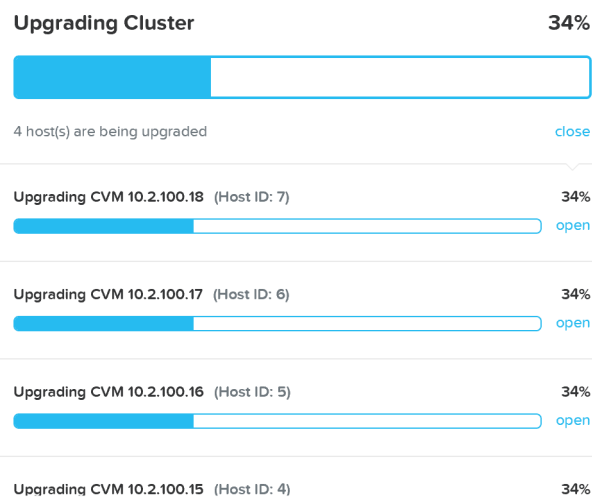 Upgrading Cluster 34%
4 host(s) are being upgraded close
Upgrading CVM 10.2.100.18 (Host ID: 7) 34%
open
Upgrading CVM 10.2.100.17 (Host ID: 6) 34%
open
Upgrading CVM 10.2.100.16 (Host ID: 5) 34%
open
Upgrading CVM 10.2.100.15 (Host ID: 4) 34%